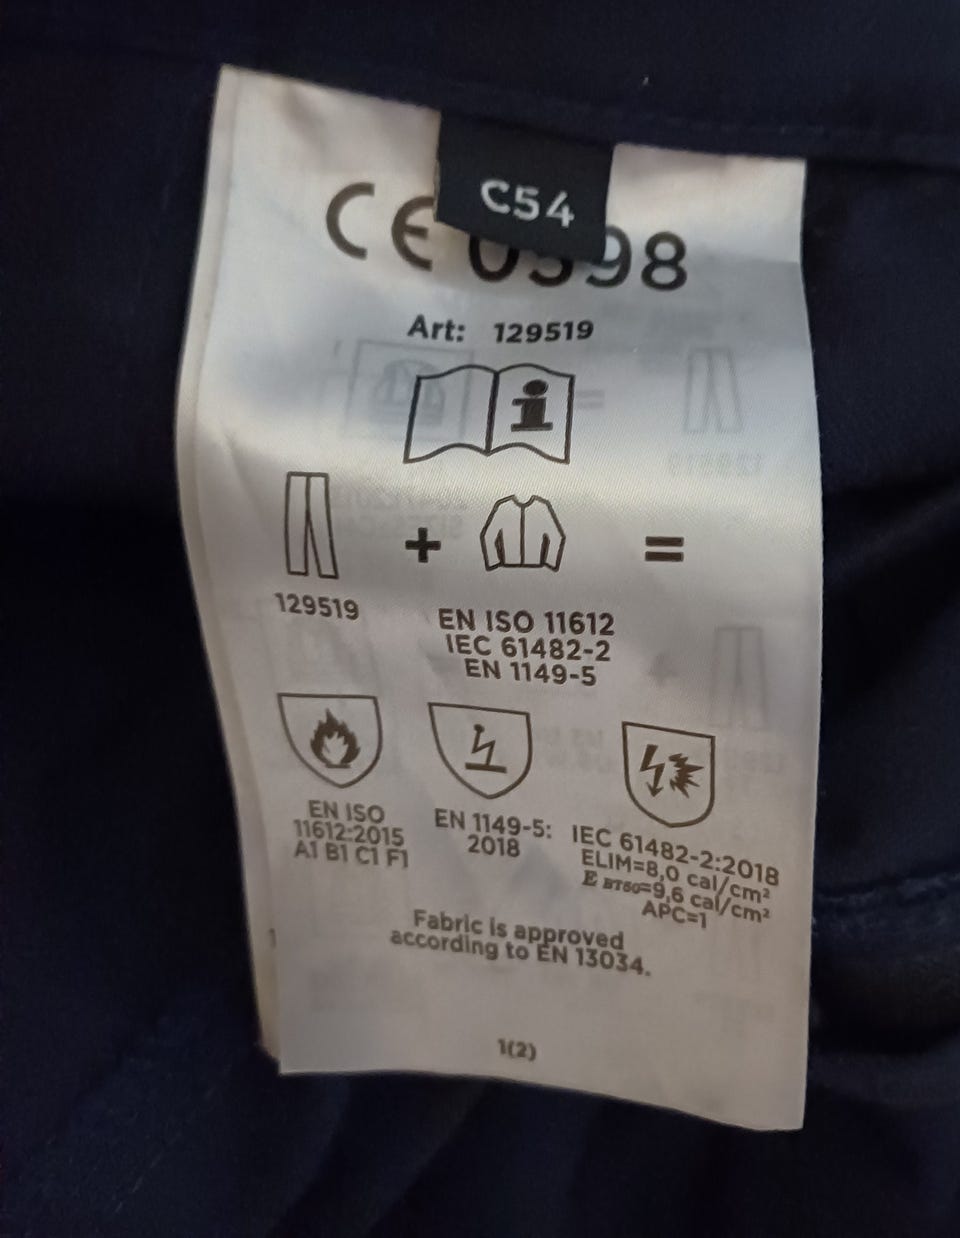 C54
CE 0598
Art: 129519
i
+ =
129519
EN ISO 11612
IEC 61482-2
EN 1149-5
EN ISO
11612:2015
A1 B1 C1 F1
EN 1149-5:
2018
IEC 61482-2:2018
ELIM=8,0 cal/cm²
E BT50=9,6 cal/cm²
APC=1
Fabric is approved
according to EN 13034.
1(2)